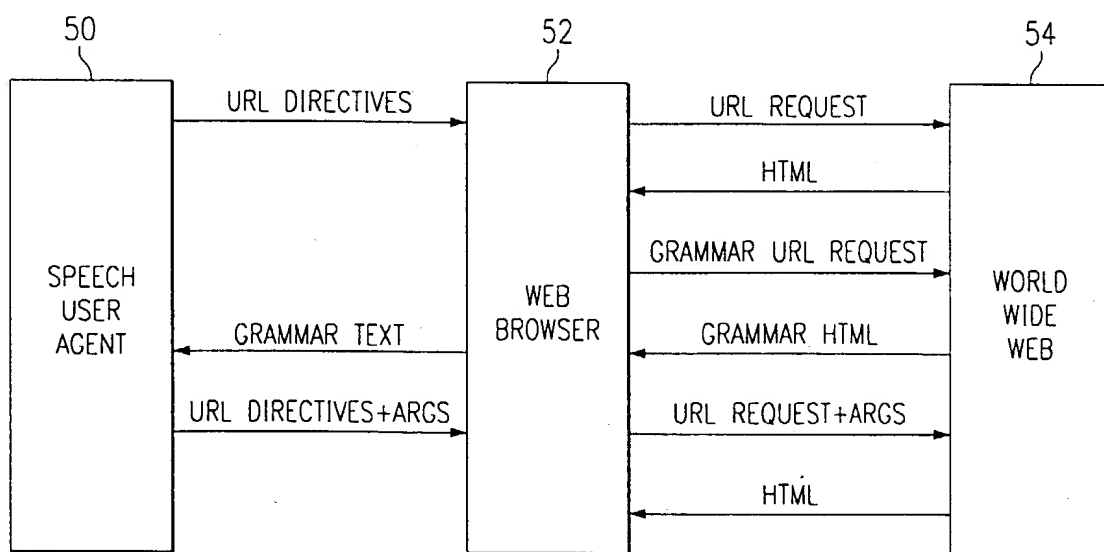 50
52
54
URL DIRECTIVES
URL REQUEST
HTML
GRAMMAR URL REQUEST
SPEECH
USER
AGENT
WEB
BROWSER
WORLD
WIDE
WEB
GRAMMAR TEXT
GRAMMAR HTML
URL DIRECTIVES+ARGS
URL REQUEST+ARGS
HTML